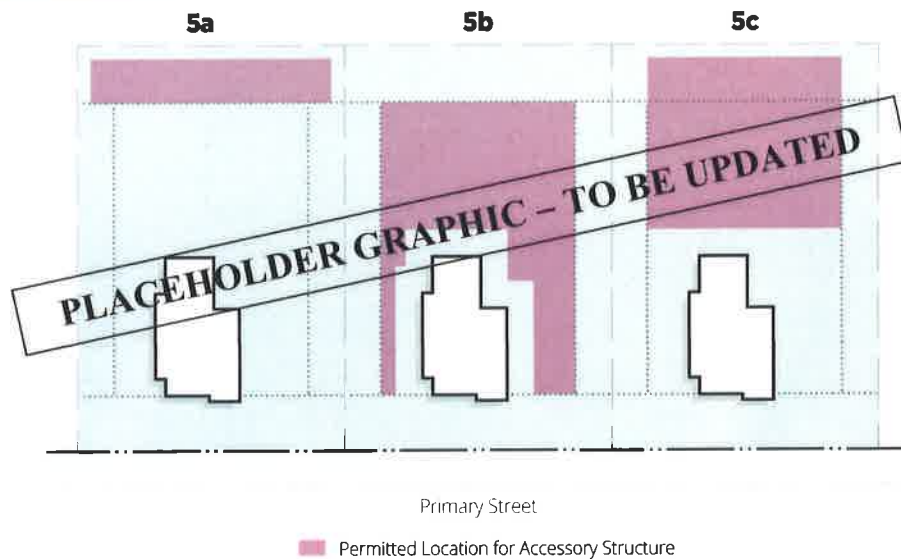 5a 5b 5c
PLACEHOLDER GRAPHIC – TO BE UPDATED
Primary Street
Permitted Location for Accessory Structure